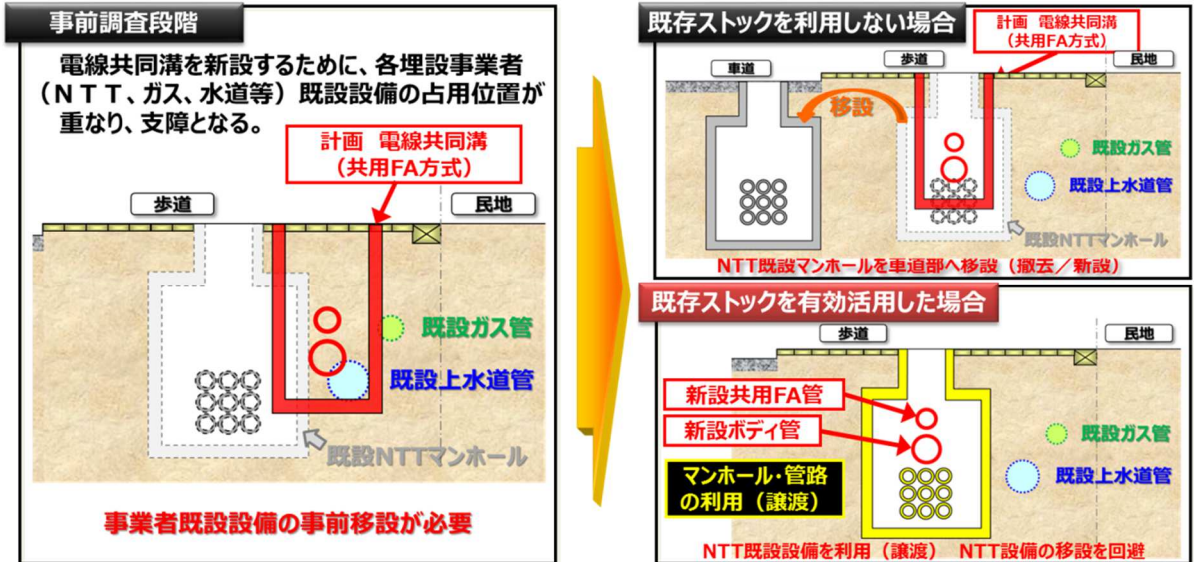 事前調査段階
電線共同溝を新設するために、各埋設事業者
(NTT、ガス、水道等)既設設備の占用位置が
重なり、支障となる。
計画 電線共同溝
(共用FA方式)
歩道
民地
既設ガス管
既設上水道管
既設NTTマンホール
事業者既設設備の事前移設が必要
既存ストックを利用しない場合
計画 電線共同溝
(共用FA方式)
車道
歩道
民地
移設
既設ガス管
既設上水道管
既設NTTマンホール
NTT既設マンホールを車道部へ移設(撤去/新設)
既存ストックを有効活用した場合
歩道
民地
新設共用FA管
新設ボディ管
既設ガス管
既設上水道管
マンホール・管路
の利用(譲渡)
NTT既設設備を利用(譲渡) NTT設備の移設を回避